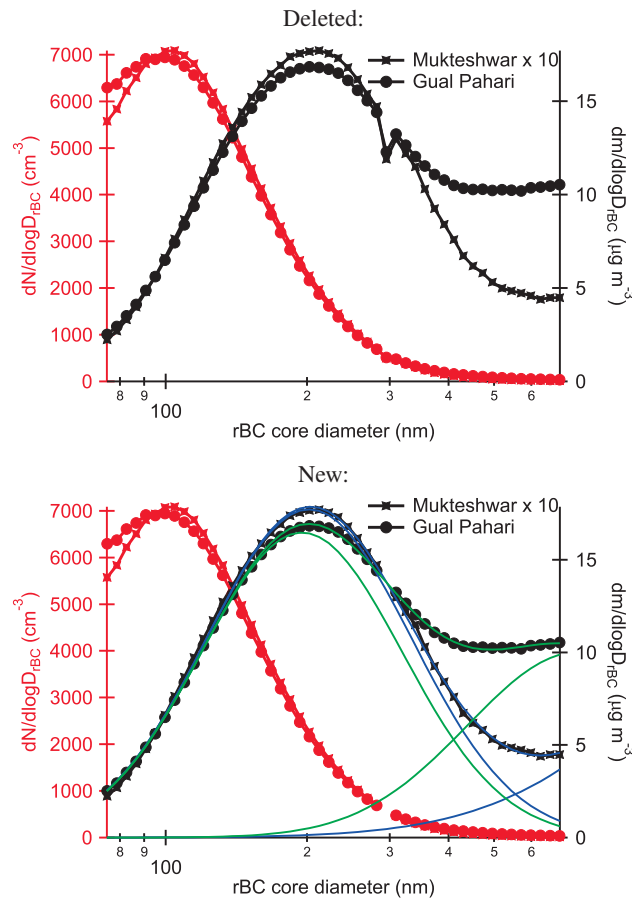 Deleted:
Mukteshwar x 10
Gual Pahari
7000
6000
5000
4000
3000
2000
1000
0
dN/dlogD_rBC (cm⁻³)
15
10
5
0
dm/dlogD_rBC (μg m⁻³)
8 9 100 2 3 4 5 6
rBC core diameter (nm)
New:
Mukteshwar x 10
Gual Pahari
7000
6000
5000
4000
3000
2000
1000
0
dN/dlogD_rBC (cm⁻³)
15
10
5
0
dm/dlogD_rBC (μg m⁻³)
8 9 100 2 3 4 5 6
rBC core diameter (nm)